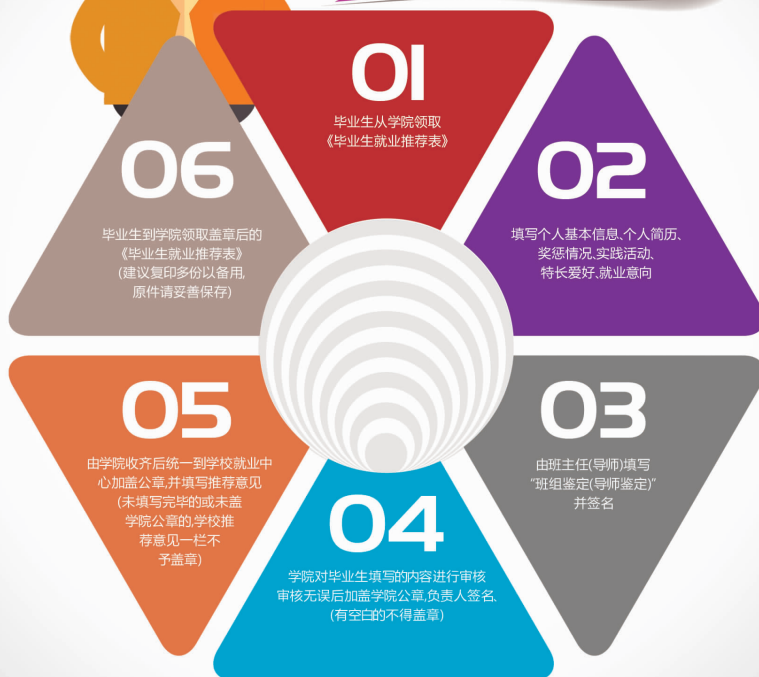 01
毕业生从学院领取
《毕业生就业推荐表》
02
填写个人基本信息、个人简历、
奖惩情况、实践活动、
特长爱好、就业意向
03
由班主任(导师)填写
“班组鉴定(导师鉴定)”
并签名
04
学院对毕业生填写的内容进行审核
审核无误后加盖学院公章,负责人签名、
(有空白的不得盖章)
05
由学院收齐后统一到学校就业中
心加盖公章,并填写推荐意见
(未填写完毕的或未盖
学院公章的,学校推
荐意见一栏不
予盖章)
06
毕业生到学院领取盖章后的
《毕业生就业推荐表》
(建议复印多份以备用,
原件请妥善保存)